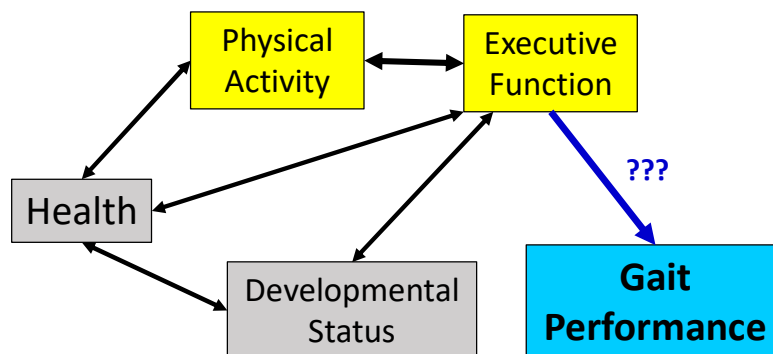 Physical
Activity
Executive
Function
???
Health
Developmental
Status
Gait
Performance